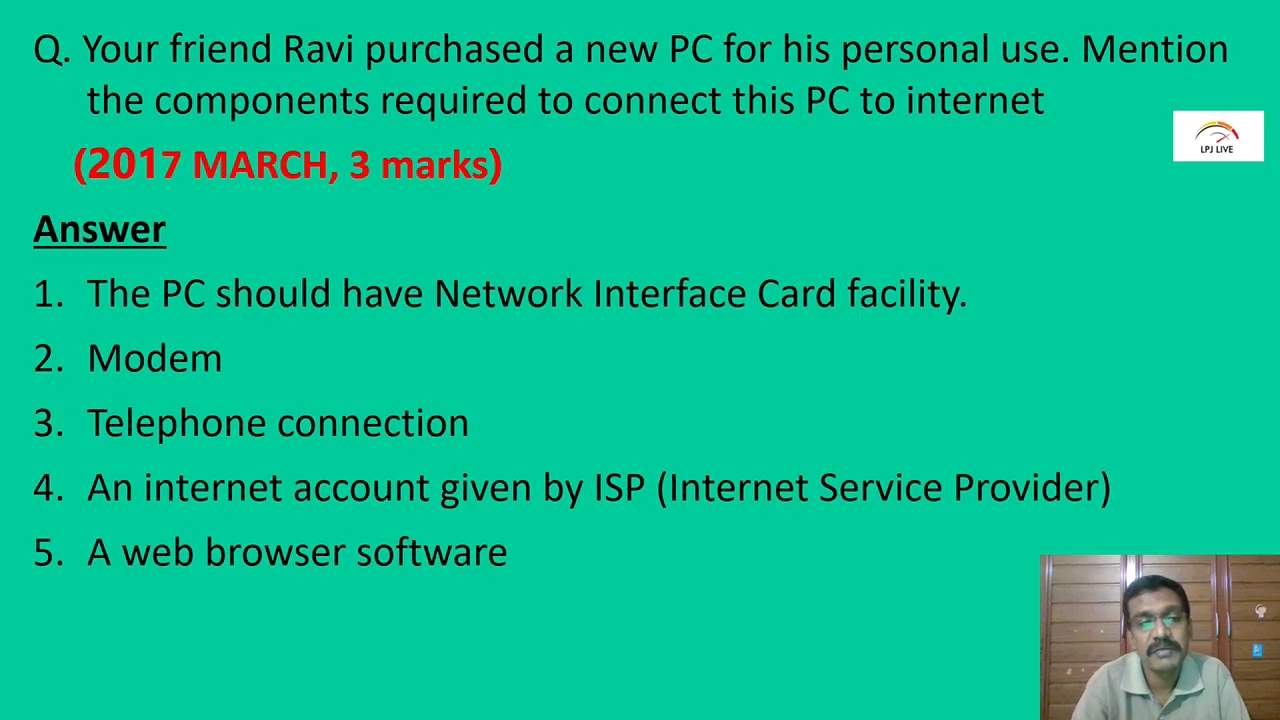 Q. Your friend Ravi purchased a new PC for his personal use. Mention
the components required to connect this PC to internet
LPJ LIVE
(2017 MARCH, 3 marks)
Answer
1. The PC should have Network Interface Card facility.
2. Modem
3. Telephone connection
4. An internet account given by ISP (Internet Service Provider)
5. A web browser software